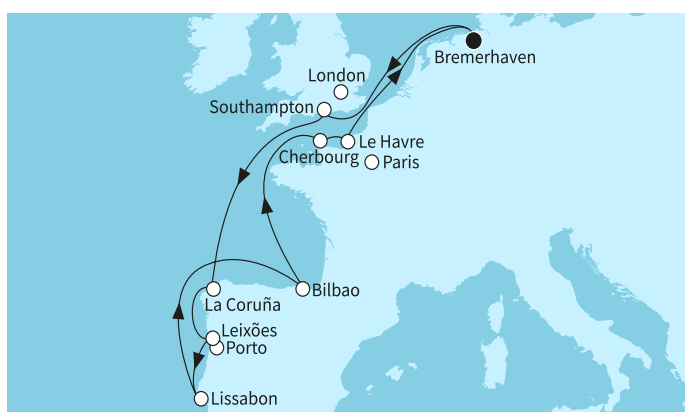 Bremerhaven
London
Southampton
Le Havre
Cherbourg
Paris
Bilbao
La Coruña
Leixões
Porto
Lissabon